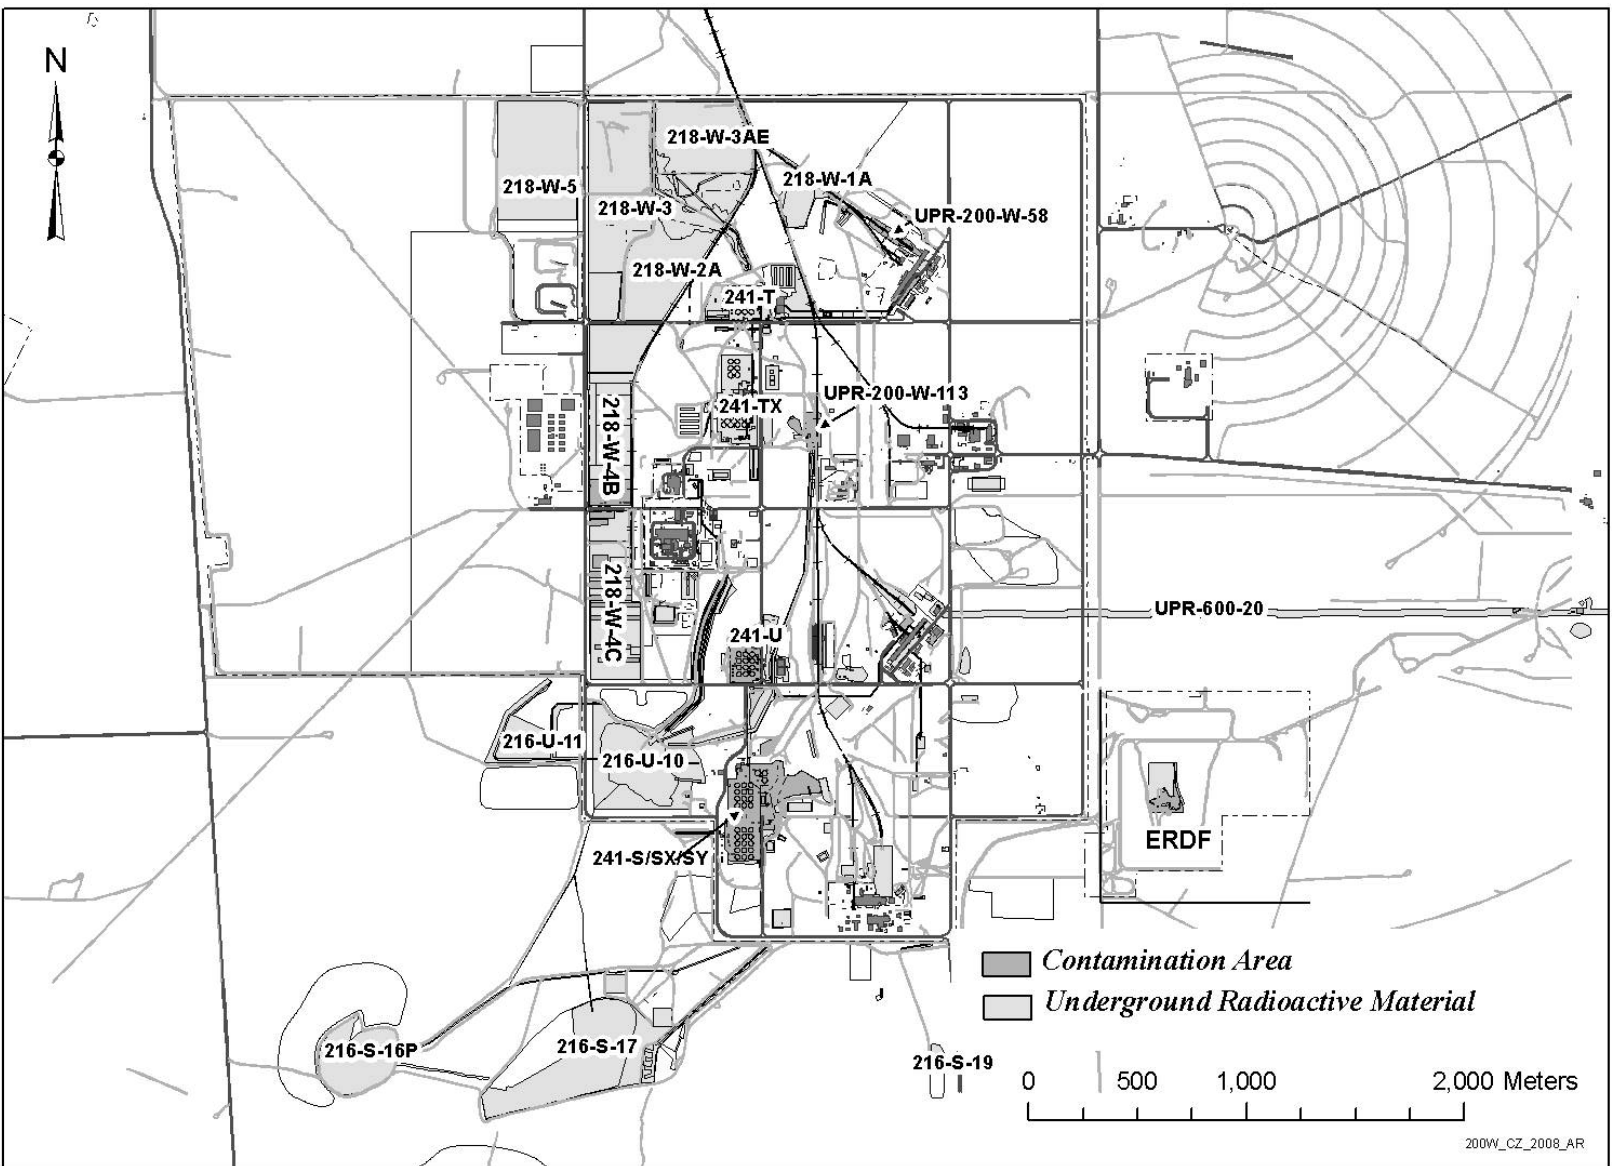 N
218-W-3AE
218-W-5
218-W-1A
218-W-3
UPR-200-W-58
218-W-2A
241-T
UPR-200-W-113
241-TX
218-W-4B
218-W-4C
UPR-600-20
241-U
216-U-11
216-U-10
ERDF
241-S/SX/SY
Contamination Area
Underground Radioactive Material
216-S-16P
216-S-17
216-S-19
0 500 1,000 2,000 Meters
200W_CZ_2008_AR